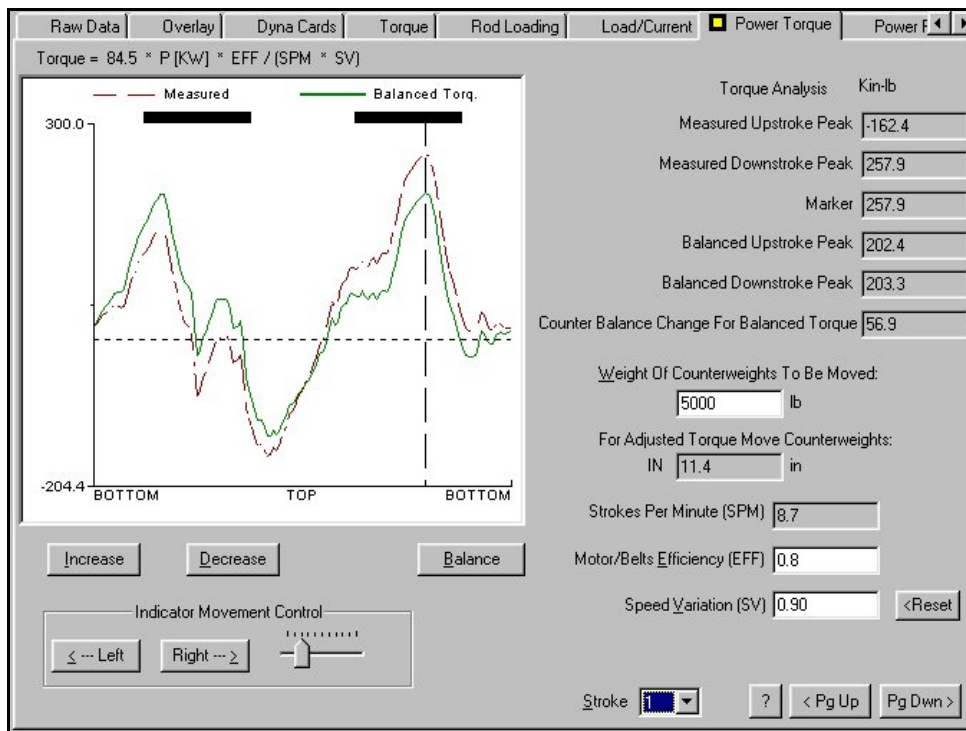 Raw Data Overlay Dyna Cards Torque Rod Loading Load/Current Power Torque Power
Torque = 84.5 * P [KW] * EFF / (SPM * SV)
Measured Balanced Torq.
300.0
-204.4
BOTTOM TOP BOTTOM
Increase Decrease Balance
Indicator Movement Control
< --- Left Right --- >
Torque Analysis Kin-lb
Measured Upstroke Peak -162.4
Measured Downstroke Peak 257.9
Marker 257.9
Balanced Upstroke Peak 202.4
Balanced Downstroke Peak 203.3
Counter Balance Change For Balanced Torque 56.9
Weight Of Counterweights To Be Moved:
5000 lb
For Adjusted Torque Move Counterweights:
IN 11.4 in
Strokes Per Minute (SPM) 8.7
Motor/Belts Efficiency (EFF) 0.8
Speed Variation (SV) 0.90 <Reset
Stroke 1 ? < Pg Up Pg Dwn >